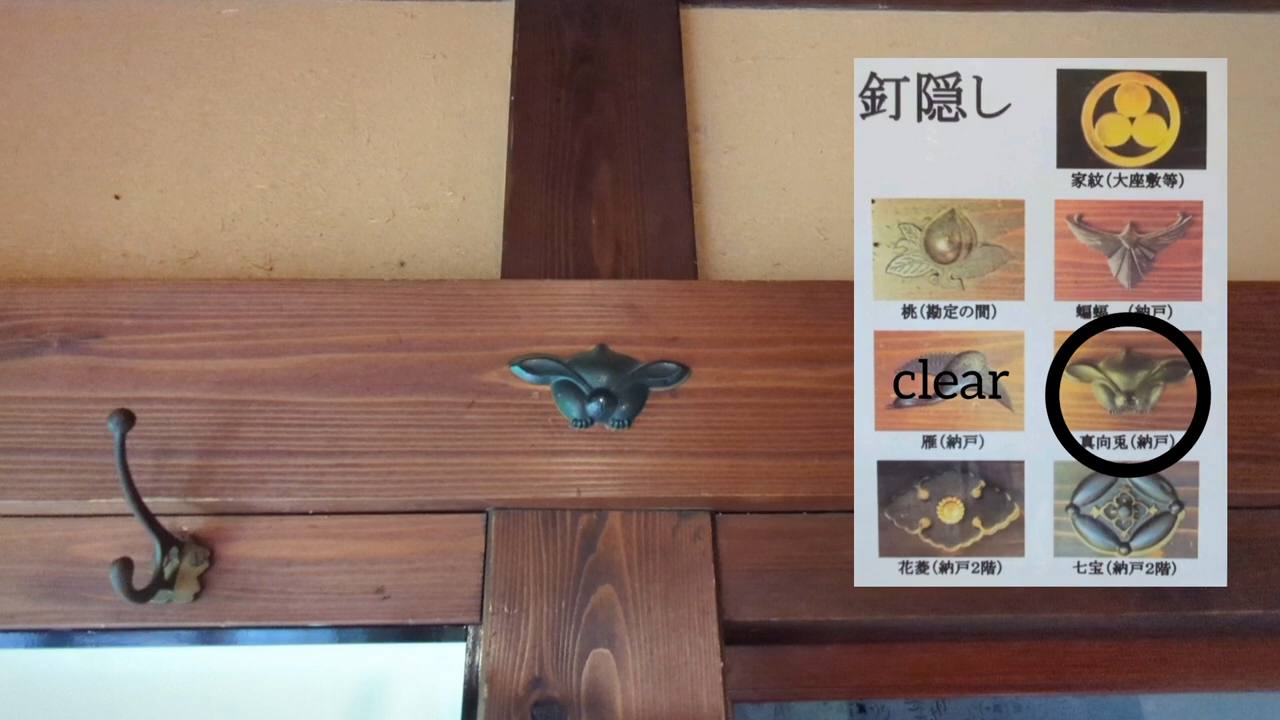 釘隠し
家紋(大座敷等)
桃(勘定の間)
蝙蝠 (納戸)
clear
雁(納戸)
真向兎(納戸)
花菱(納戸2階)
七宝(納戸2階)